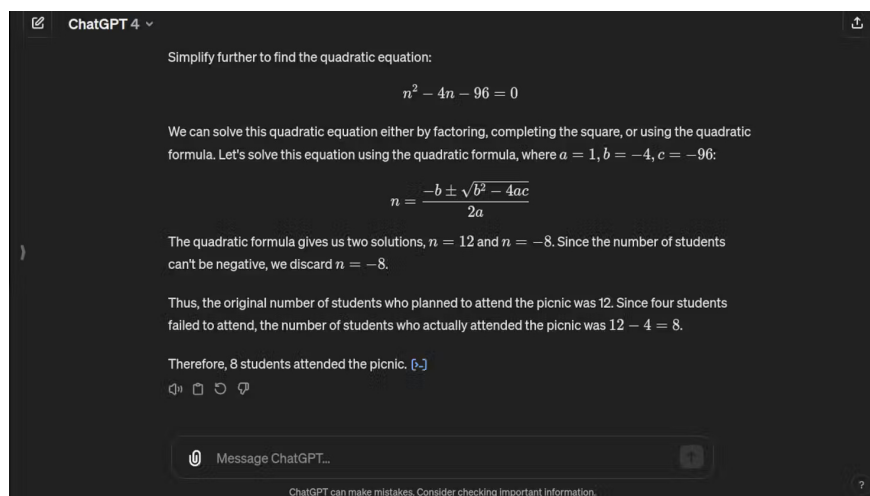 ChatGPT 4
Simplify further to find the quadratic equation:
n² − 4n − 96 = 0
We can solve this quadratic equation either by factoring, completing the square, or using the quadratic
formula. Let's solve this equation using the quadratic formula, where a = 1, b = −4, c = −96:
n = (−b ± √(b² − 4ac)) / 2a
The quadratic formula gives us two solutions, n = 12 and n = −8. Since the number of students
can't be negative, we discard n = −8.
Thus, the original number of students who planned to attend the picnic was 12. Since four students
failed to attend, the number of students who actually attended the picnic was 12 − 4 = 8.
Therefore, 8 students attended the picnic. [>-]
Message ChatGPT...
ChatGPT can make mistakes. Consider checking important information.
?